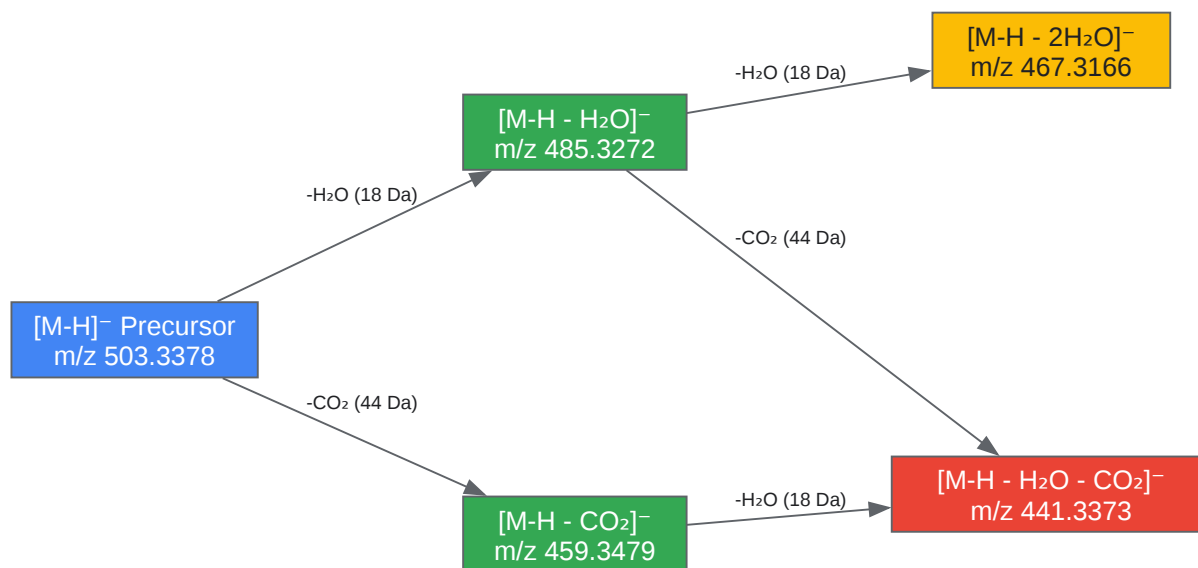 [M-H - 2H₂O]⁻
m/z 467.3166
-H₂O (18 Da)
[M-H - H₂O]⁻
m/z 485.3272
-H₂O (18 Da)
-CO₂ (44 Da)
[M-H]⁻ Precursor
m/z 503.3378
-CO₂ (44 Da)
[M-H - H₂O - CO₂]⁻
m/z 441.3373
-H₂O (18 Da)
[M-H - CO₂]⁻
m/z 459.3479